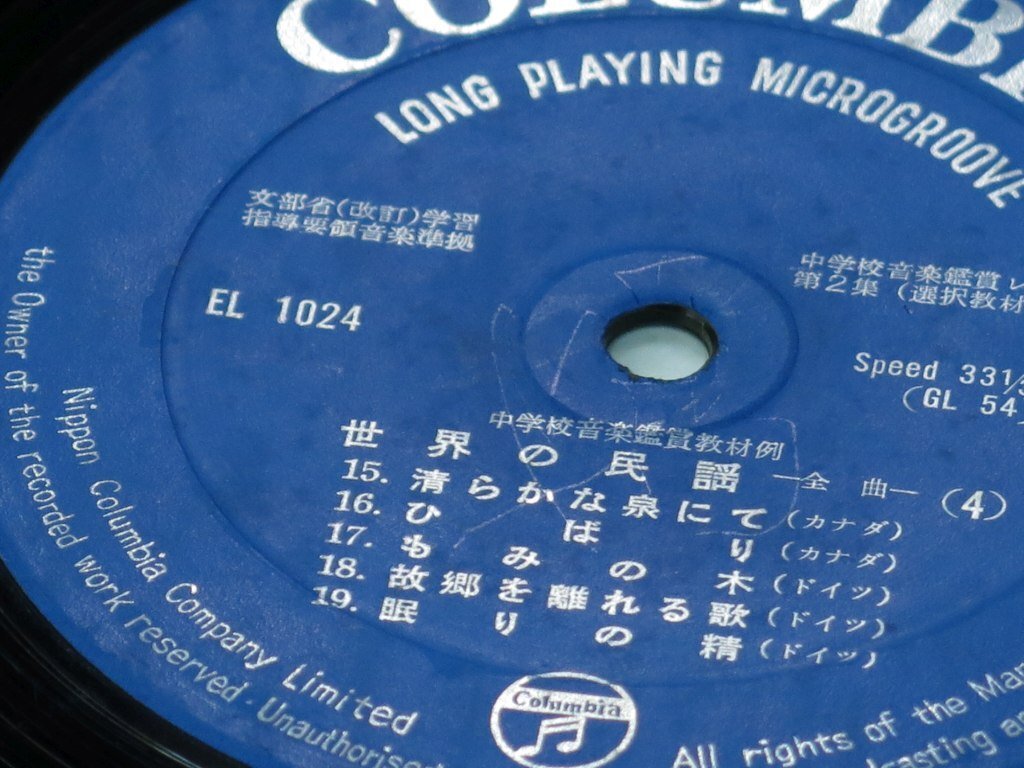 COLUMB
LONG PLAYING MICROGROOVE
文部省(改訂)学習
指導要領音楽準拠
中学校音楽鑑賞レ
第2集(選択教材
EL 1024
Speed 33 1/3
(GL 54
中学校音楽鑑賞教材例
世界の民謡 —全 曲— (4)
15. 清らかな泉にて (カナダ)
16. ひばり (カナダ)
17. もみの木 (ドイツ)
18. 故郷を離れる歌 (ドイツ)
19. 眠りの精 (ドイツ)
Columbia
Nippon Columbia Company Limited
All rights of the Man
the Owner of the recorded work reserved. Unauthorised
casting an